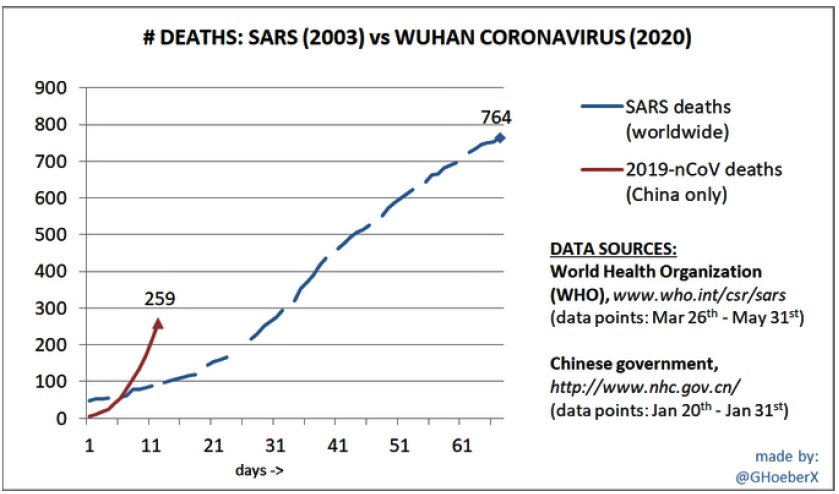 # DEATHS: SARS (2003) vs WUHAN CORONAVIRUS (2020)
900
800
700
600
500
400
300
200
100
0
1
11
21
31
41
51
61
days ->
259
764
SARS deaths
(worldwide)
2019-nCoV deaths
(China only)
DATA SOURCES:
World Health Organization
(WHO), www.who.int/csr/sars
(data points: Mar 26th - May 31st)
Chinese government,
http://www.nhc.gov.cn/
(data points: Jan 20th - Jan 31st)
made by:
@GHoeberX